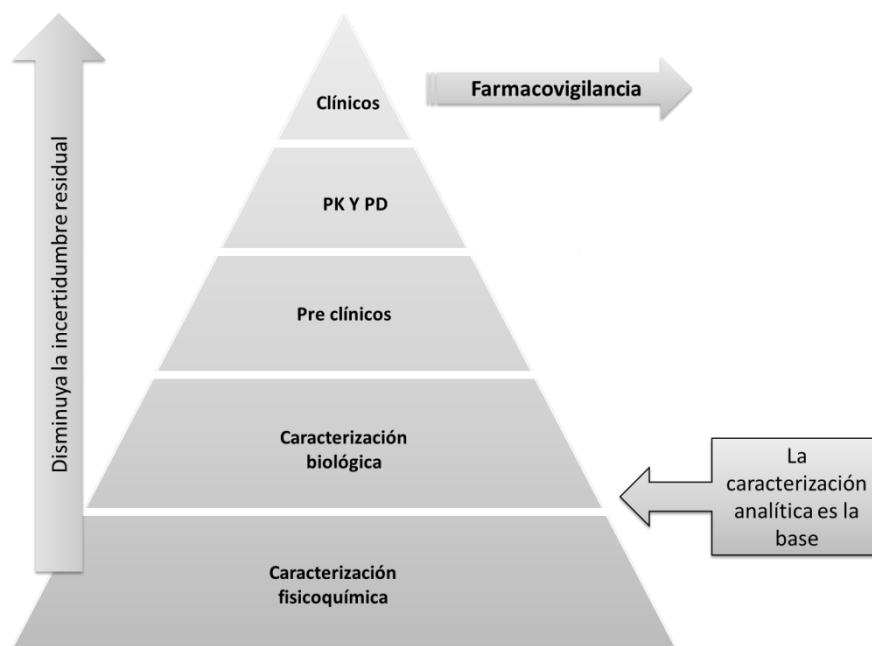 Disminuya la incertidumbre residual
Clínicos
Farmacovigilancia
PK Y PD
Pre clínicos
Caracterización
biológica
La
caracterización
analítica es la
base
Caracterización
fisicoquímica